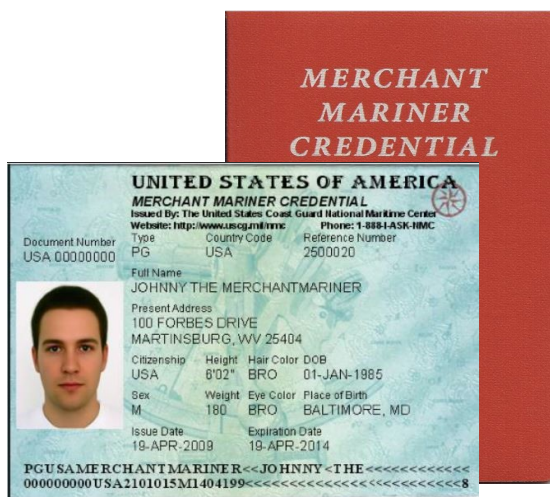 MERCHANT
MARINER
CREDENTIAL
UNITED STATES OF AMERICA
MERCHANT MARINER CREDENTIAL
Issued By: The United States Coast Guard National Maritime Center
Website: http://www.uscg.mil/nmc Phone: 1-888-I-ASK-NMC
Document Number Type Country Code Reference Number
USA 00000000 PG USA 2500020
Full Name
JOHNNY THE MERCHANTMARINER
Present Address
100 FORBES DRIVE
MARTINSBURG, WV 25404
Citizenship Height Hair Color DOB
USA 6'02" BRO 01-JAN-1985
Sex Weight Eye Color Place of Birth
M 180 BRO BALTIMORE, MD
Issue Date Expiration Date
19-APR-2009 19-APR-2014
PGUSAMERCHANTMARINER<<JOHNNY<THE<<<<<<<<<<<<
000000000USA2101015M1404199<<<<<<<<<<<<<<<<<<<<<8